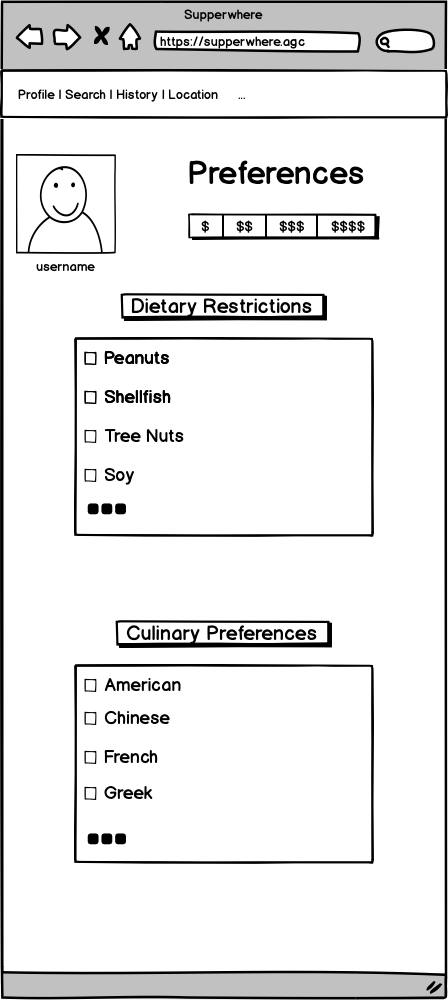 Supperwhere
https://supperwhere.agc
Profile | Search | History | Location ...
Preferences
$ $$ $$$ $$$$
username
Dietary Restrictions
Peanuts
Shellfish
Tree Nuts
Soy
Culinary Preferences
American
Chinese
French
Greek